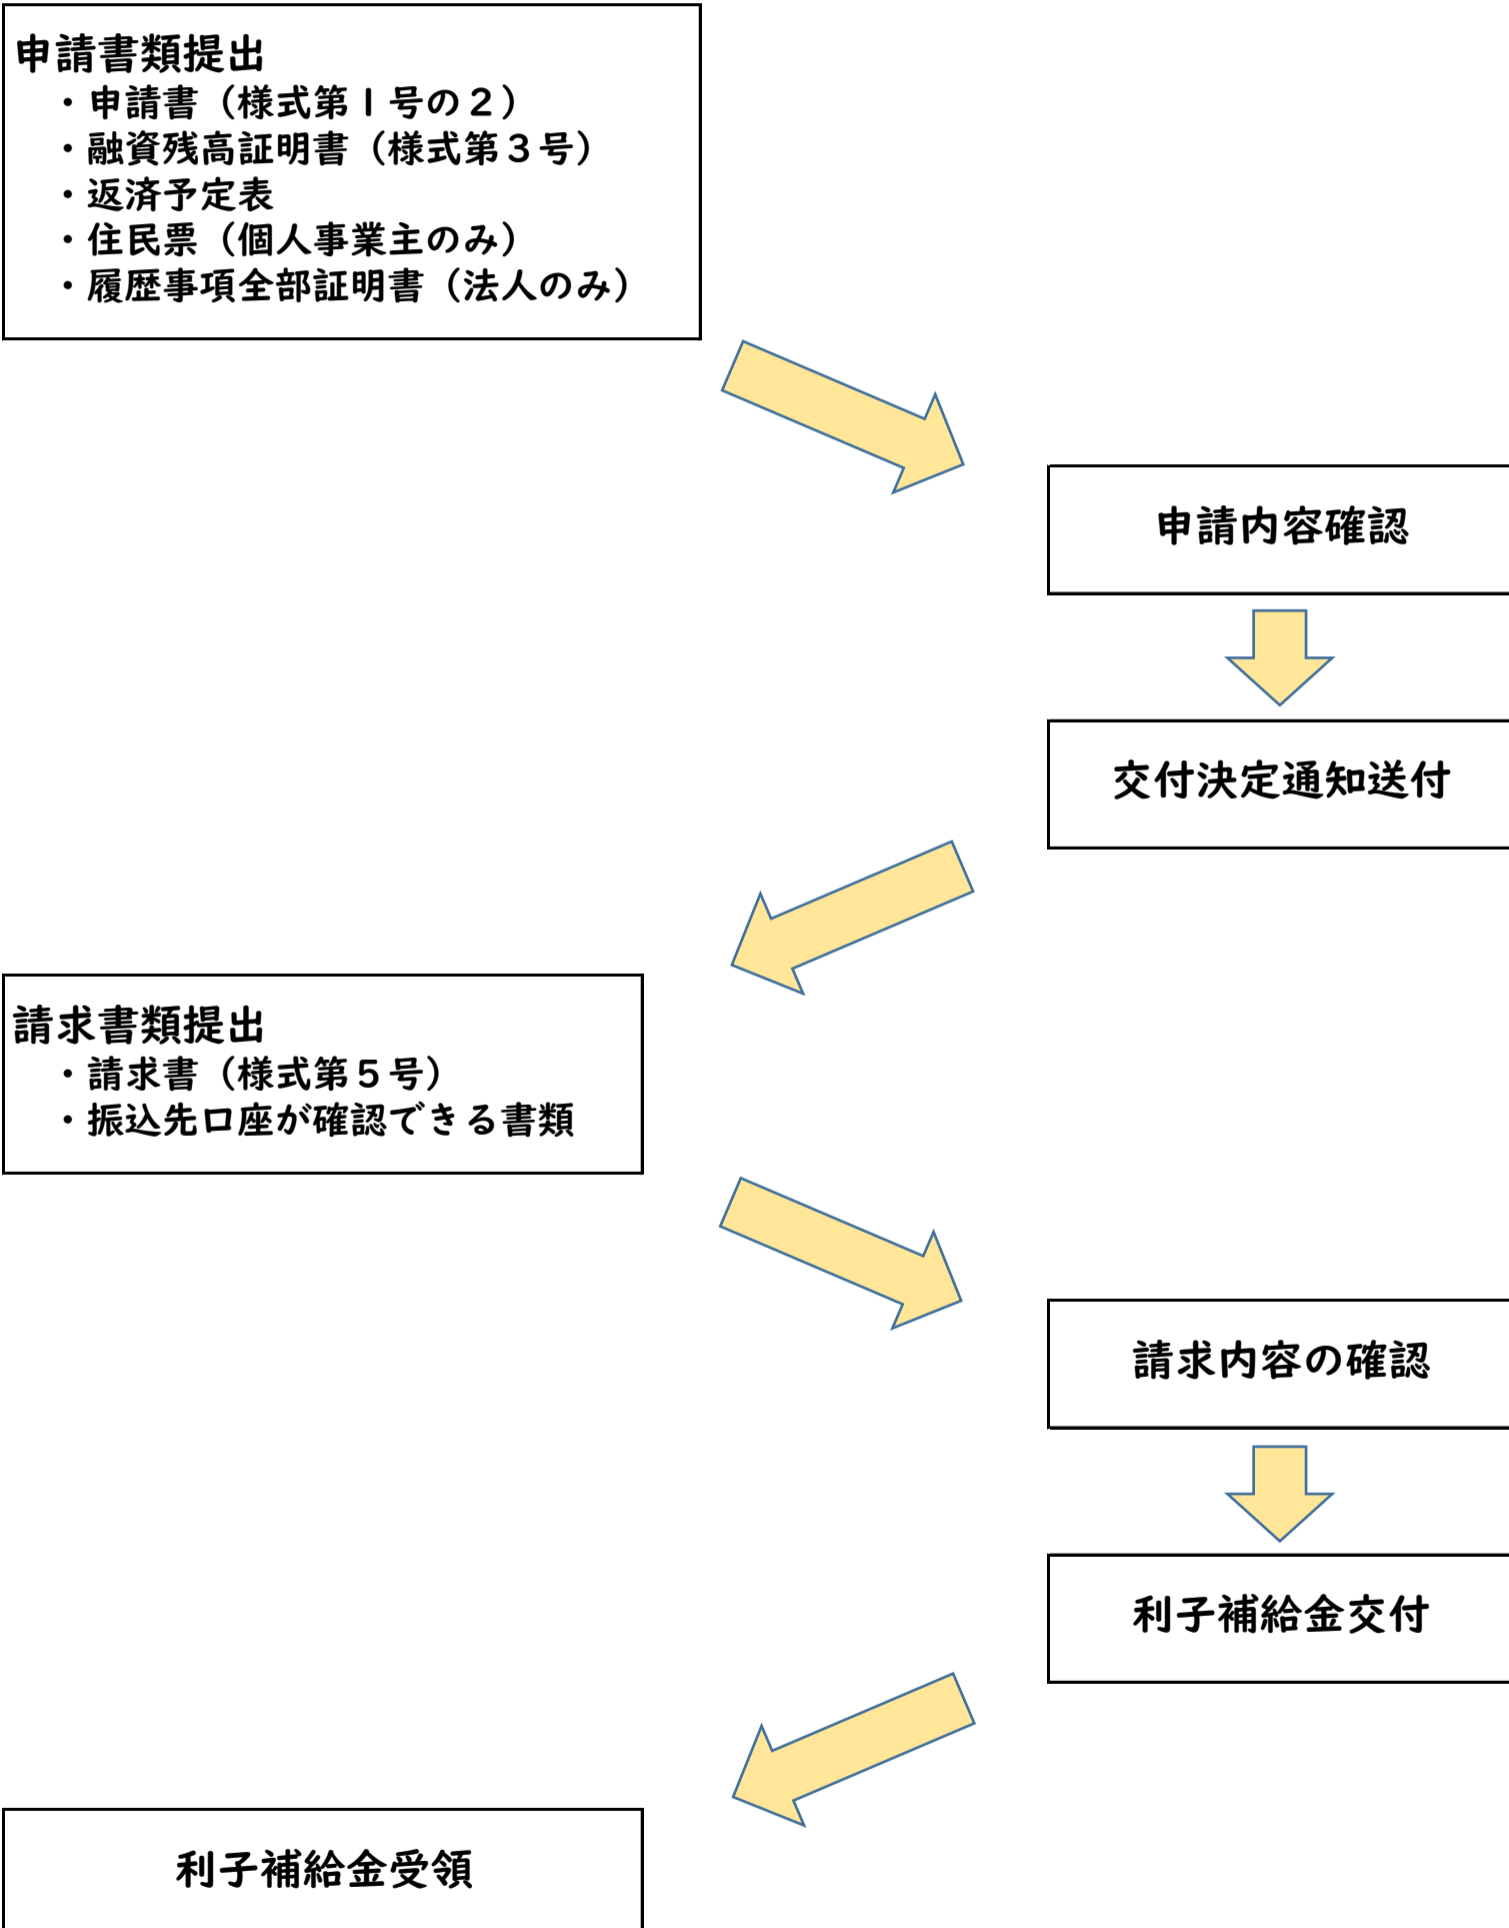 申請書類提出
・申請書（様式第１号の２）
・融資残高証明書（様式第３号）
・返済予定表
・住民票（個人事業主のみ）
・履歴事項全部証明書（法人のみ）
申請内容確認
交付決定通知送付
請求書類提出
・請求書（様式第５号）
・振込先口座が確認できる書類
請求内容の確認
利子補給金交付
利子補給金受領